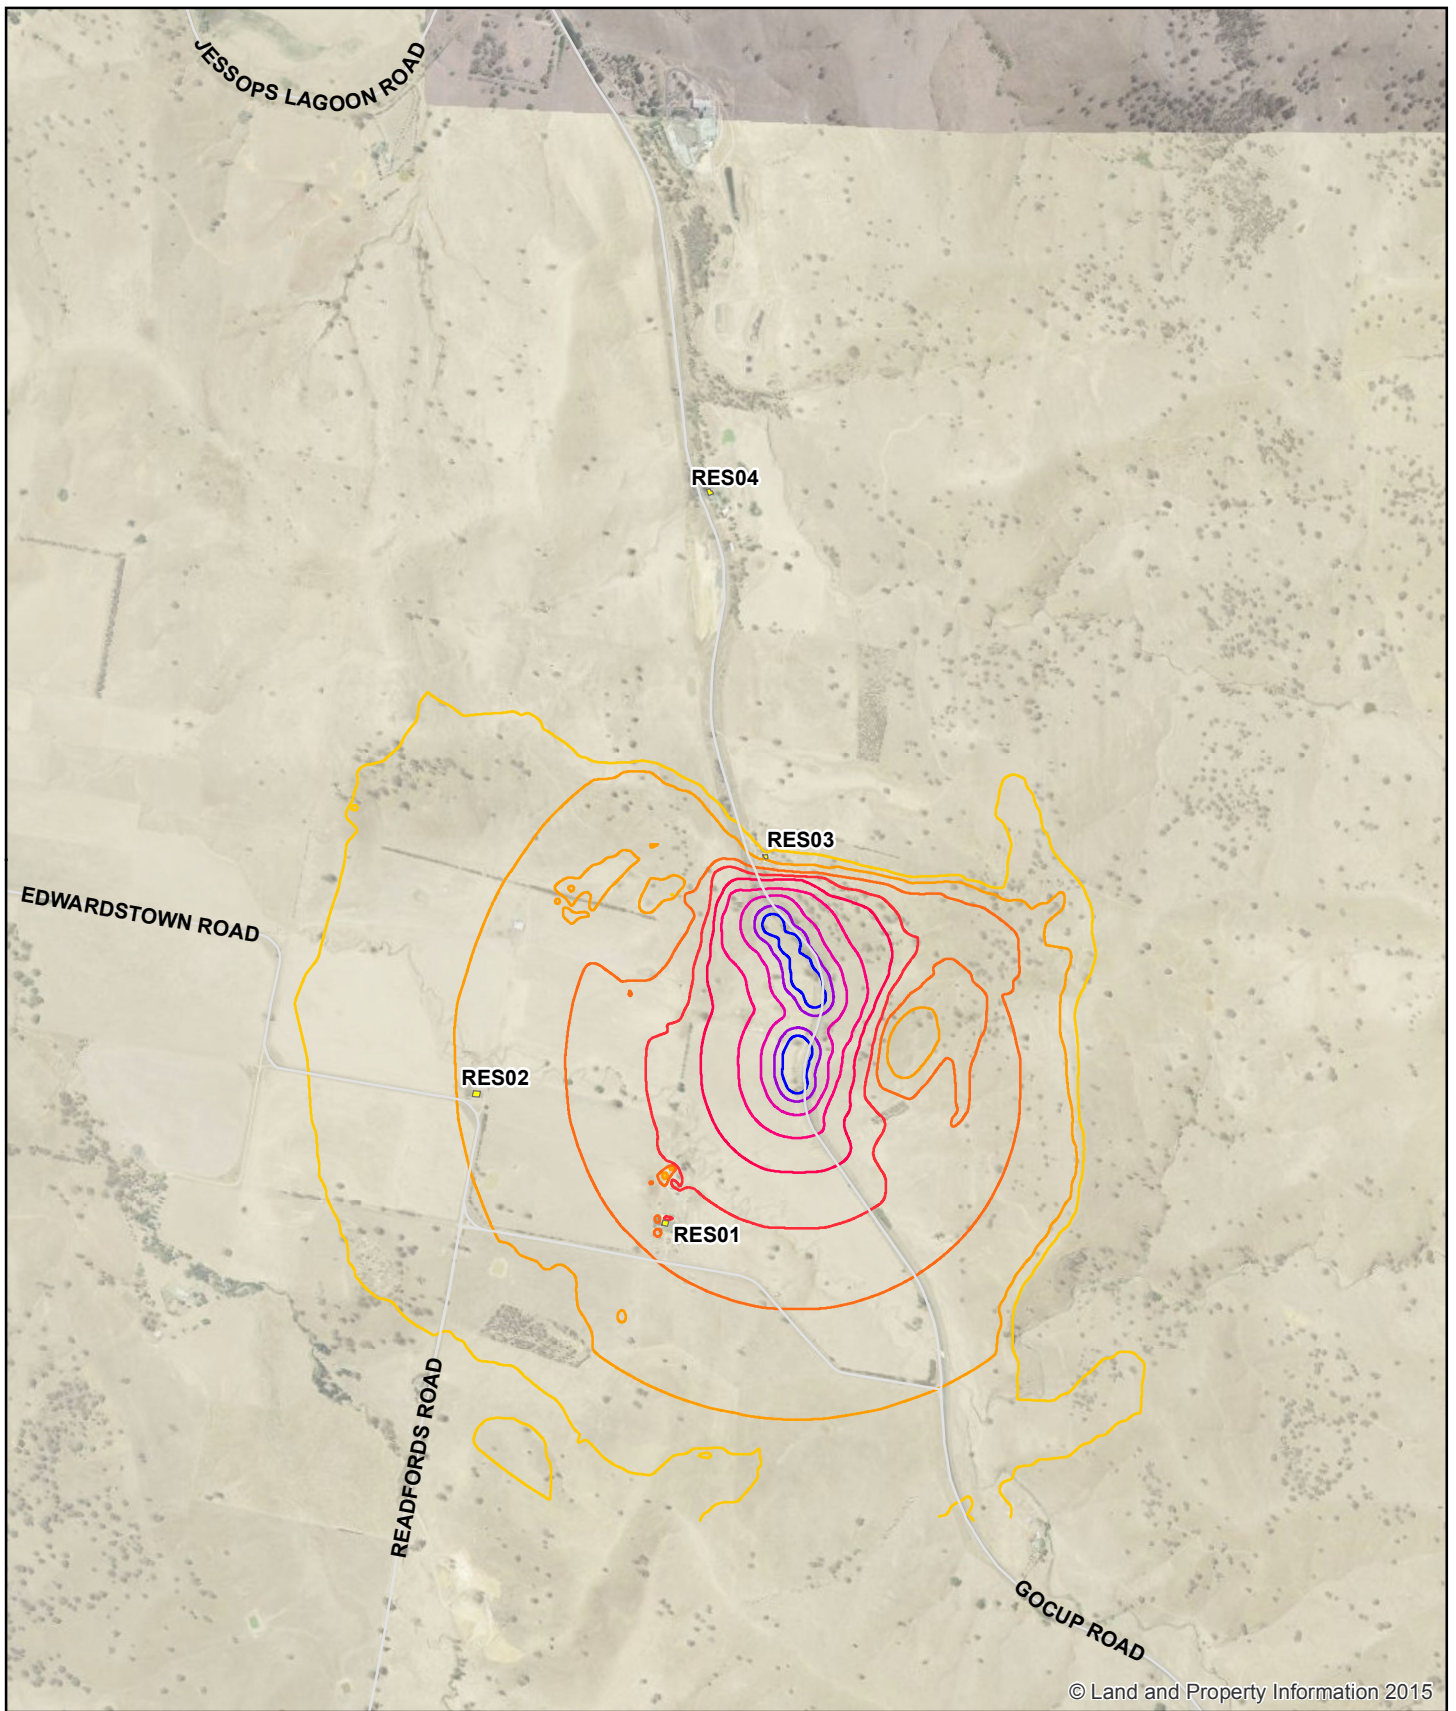 JESSOPS LAGOON ROAD
RES04
RES03
EDWARDSTOWN ROAD
RES02
RES01
READFORDS ROAD
GOCUP ROAD
© Land and Property Information 2015